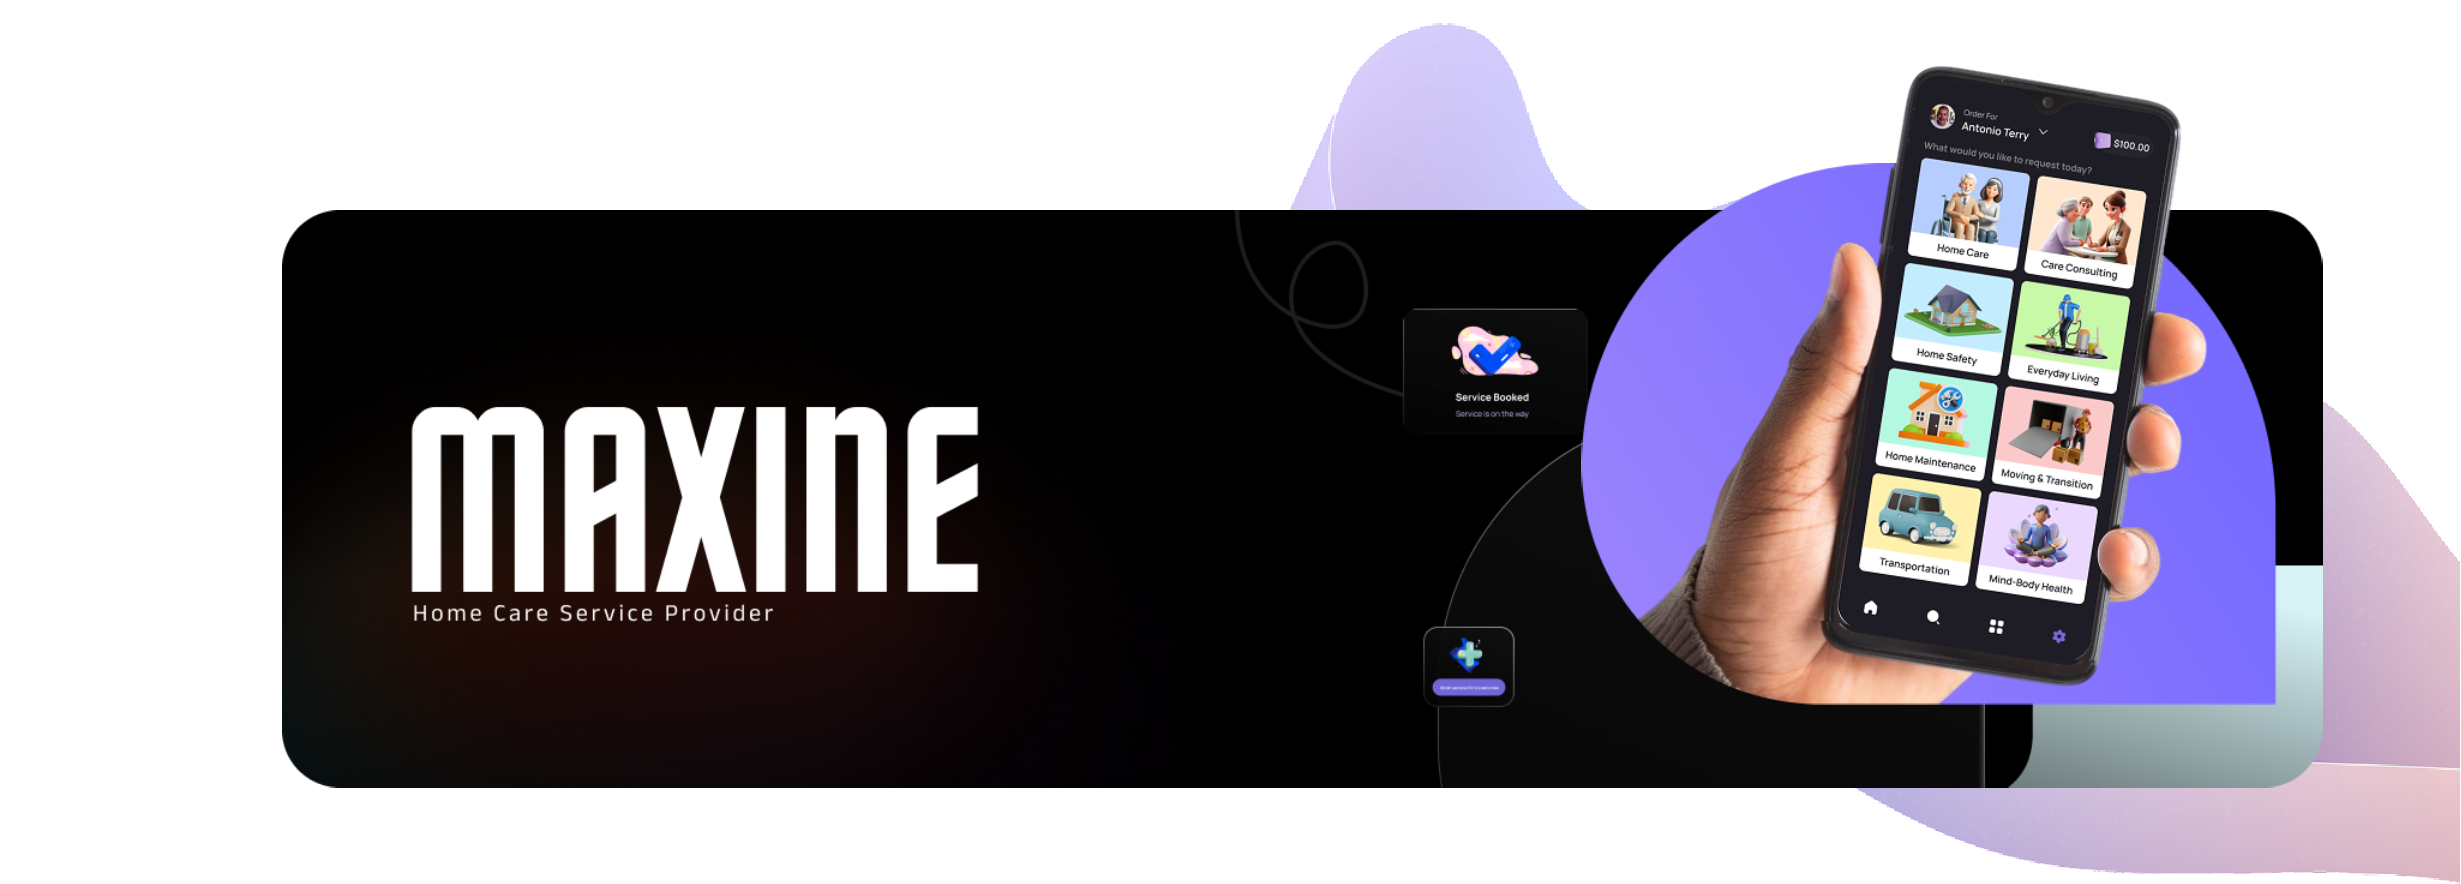 MAXINE
Home Care Service Provider
Service Booked
Service is on the way
Order For
Antonio Terry
$100.00
What would you like to request today?
Home Care
Care Consulting
Home Safety
Everyday Living
Home Maintenance
Moving & Transition
Transportation
Mind-Body Health